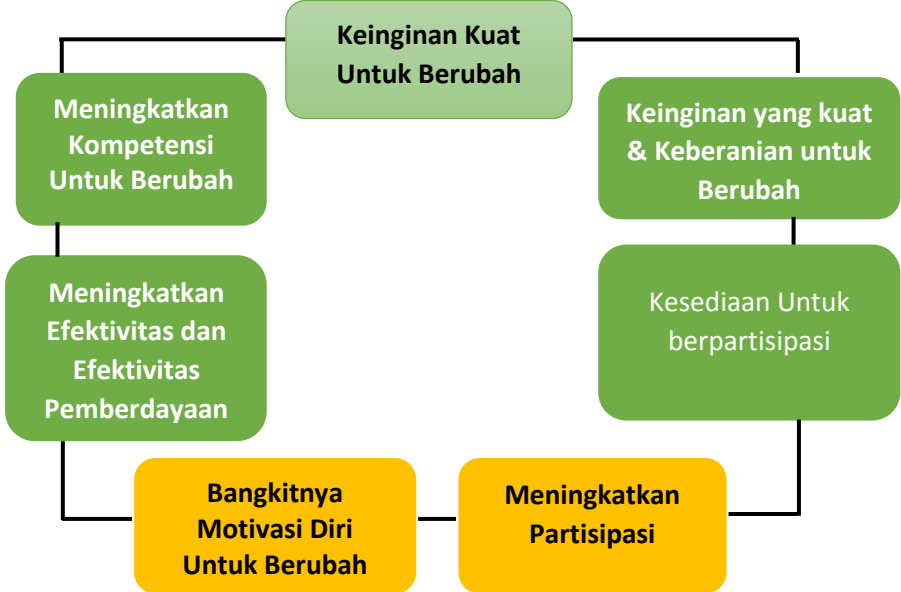 Keinginan Kuat
Untuk Berubah
Meningkatkan
Kompetensi
Untuk Berubah
Keinginan yang kuat
& Keberanian untuk
Berubah
Meningkatkan
Efektivitas dan
Efektivitas
Pemberdayaan
Kesediaan Untuk
berpartisipasi
Bangkitnya
Motivasi Diri
Untuk Berubah
Meningkatkan
Partisipasi